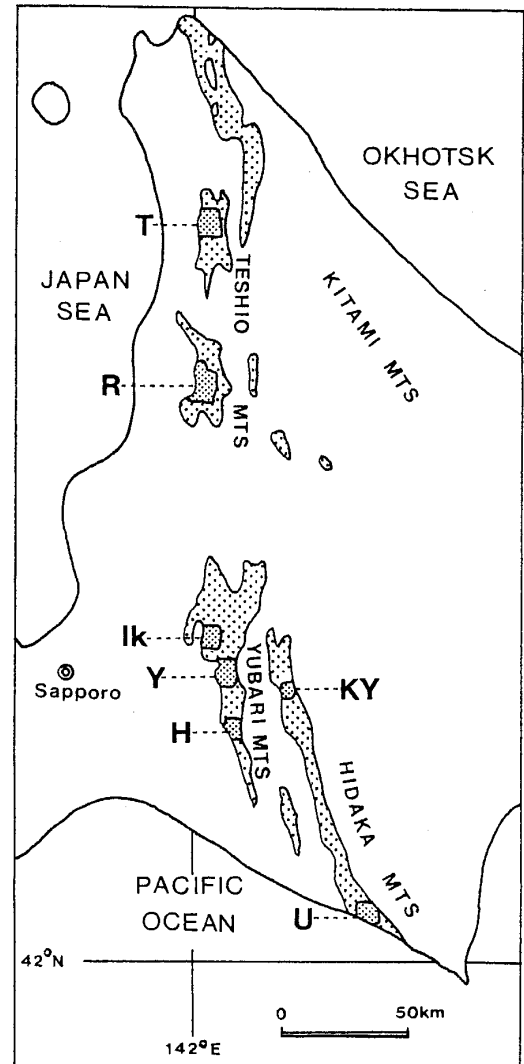 OKHOTSK
SEA
T
JAPAN
SEA
TESHIO
MTS
KITAMI MTS
R
Ik
Sapporo
Y
KY
H
YUBARI MTS
HIDAKA
MTS
PACIFIC
OCEAN
U
42°N
0 50km
142°E